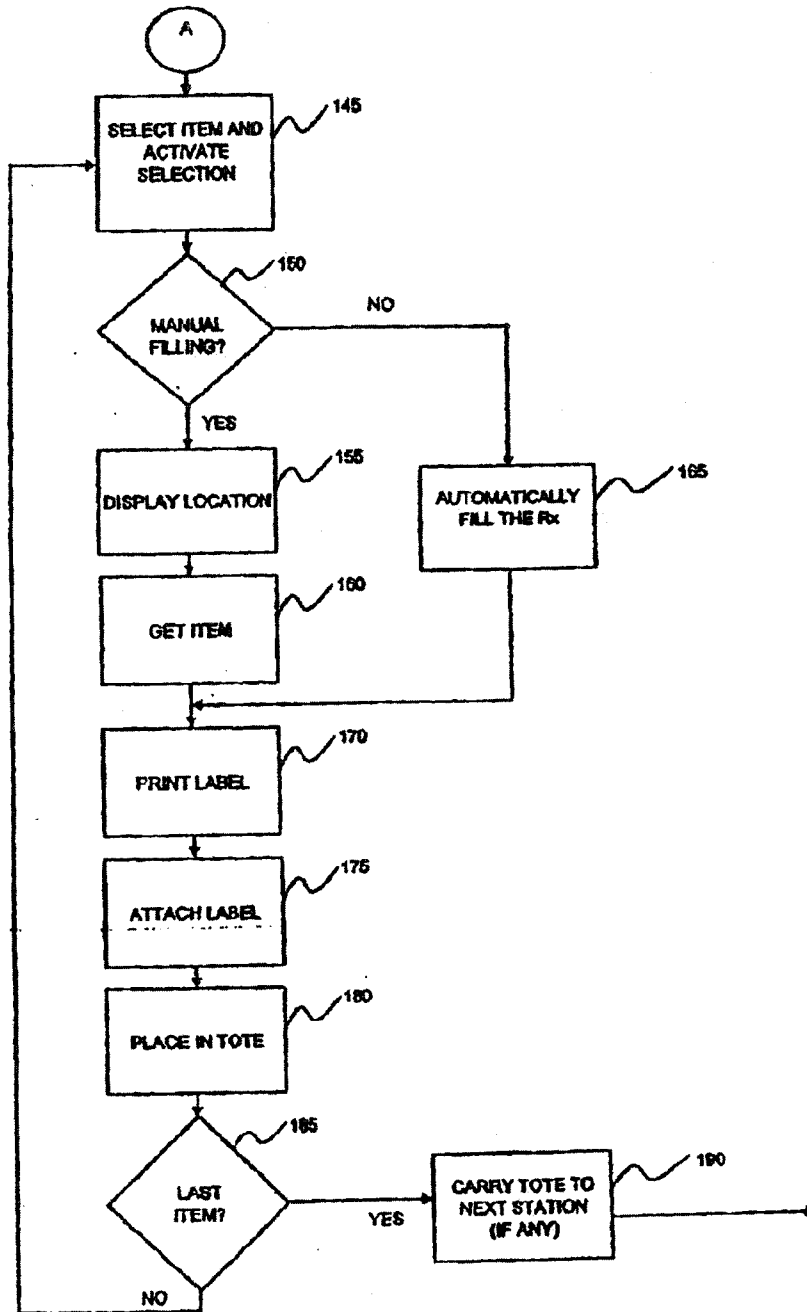 A
SELECT ITEM AND
ACTIVATE
SELECTION
145
150
MANUAL
FILLING?
NO
YES
155
DISPLAY LOCATION
165
AUTOMATICALLY
FILL THE Rx
160
GET ITEM
170
PRINT LABEL
175
ATTACH LABEL
180
PLACE IN TOTE
185
LAST
ITEM?
YES
190
CARRY TOTE TO
NEXT STATION
(IF ANY)
NO